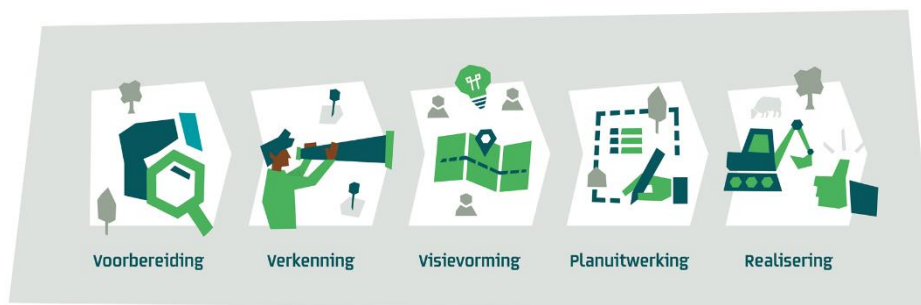 Voorbereiding
Verkenning
Visievorming
Planuitwerking
Realisering